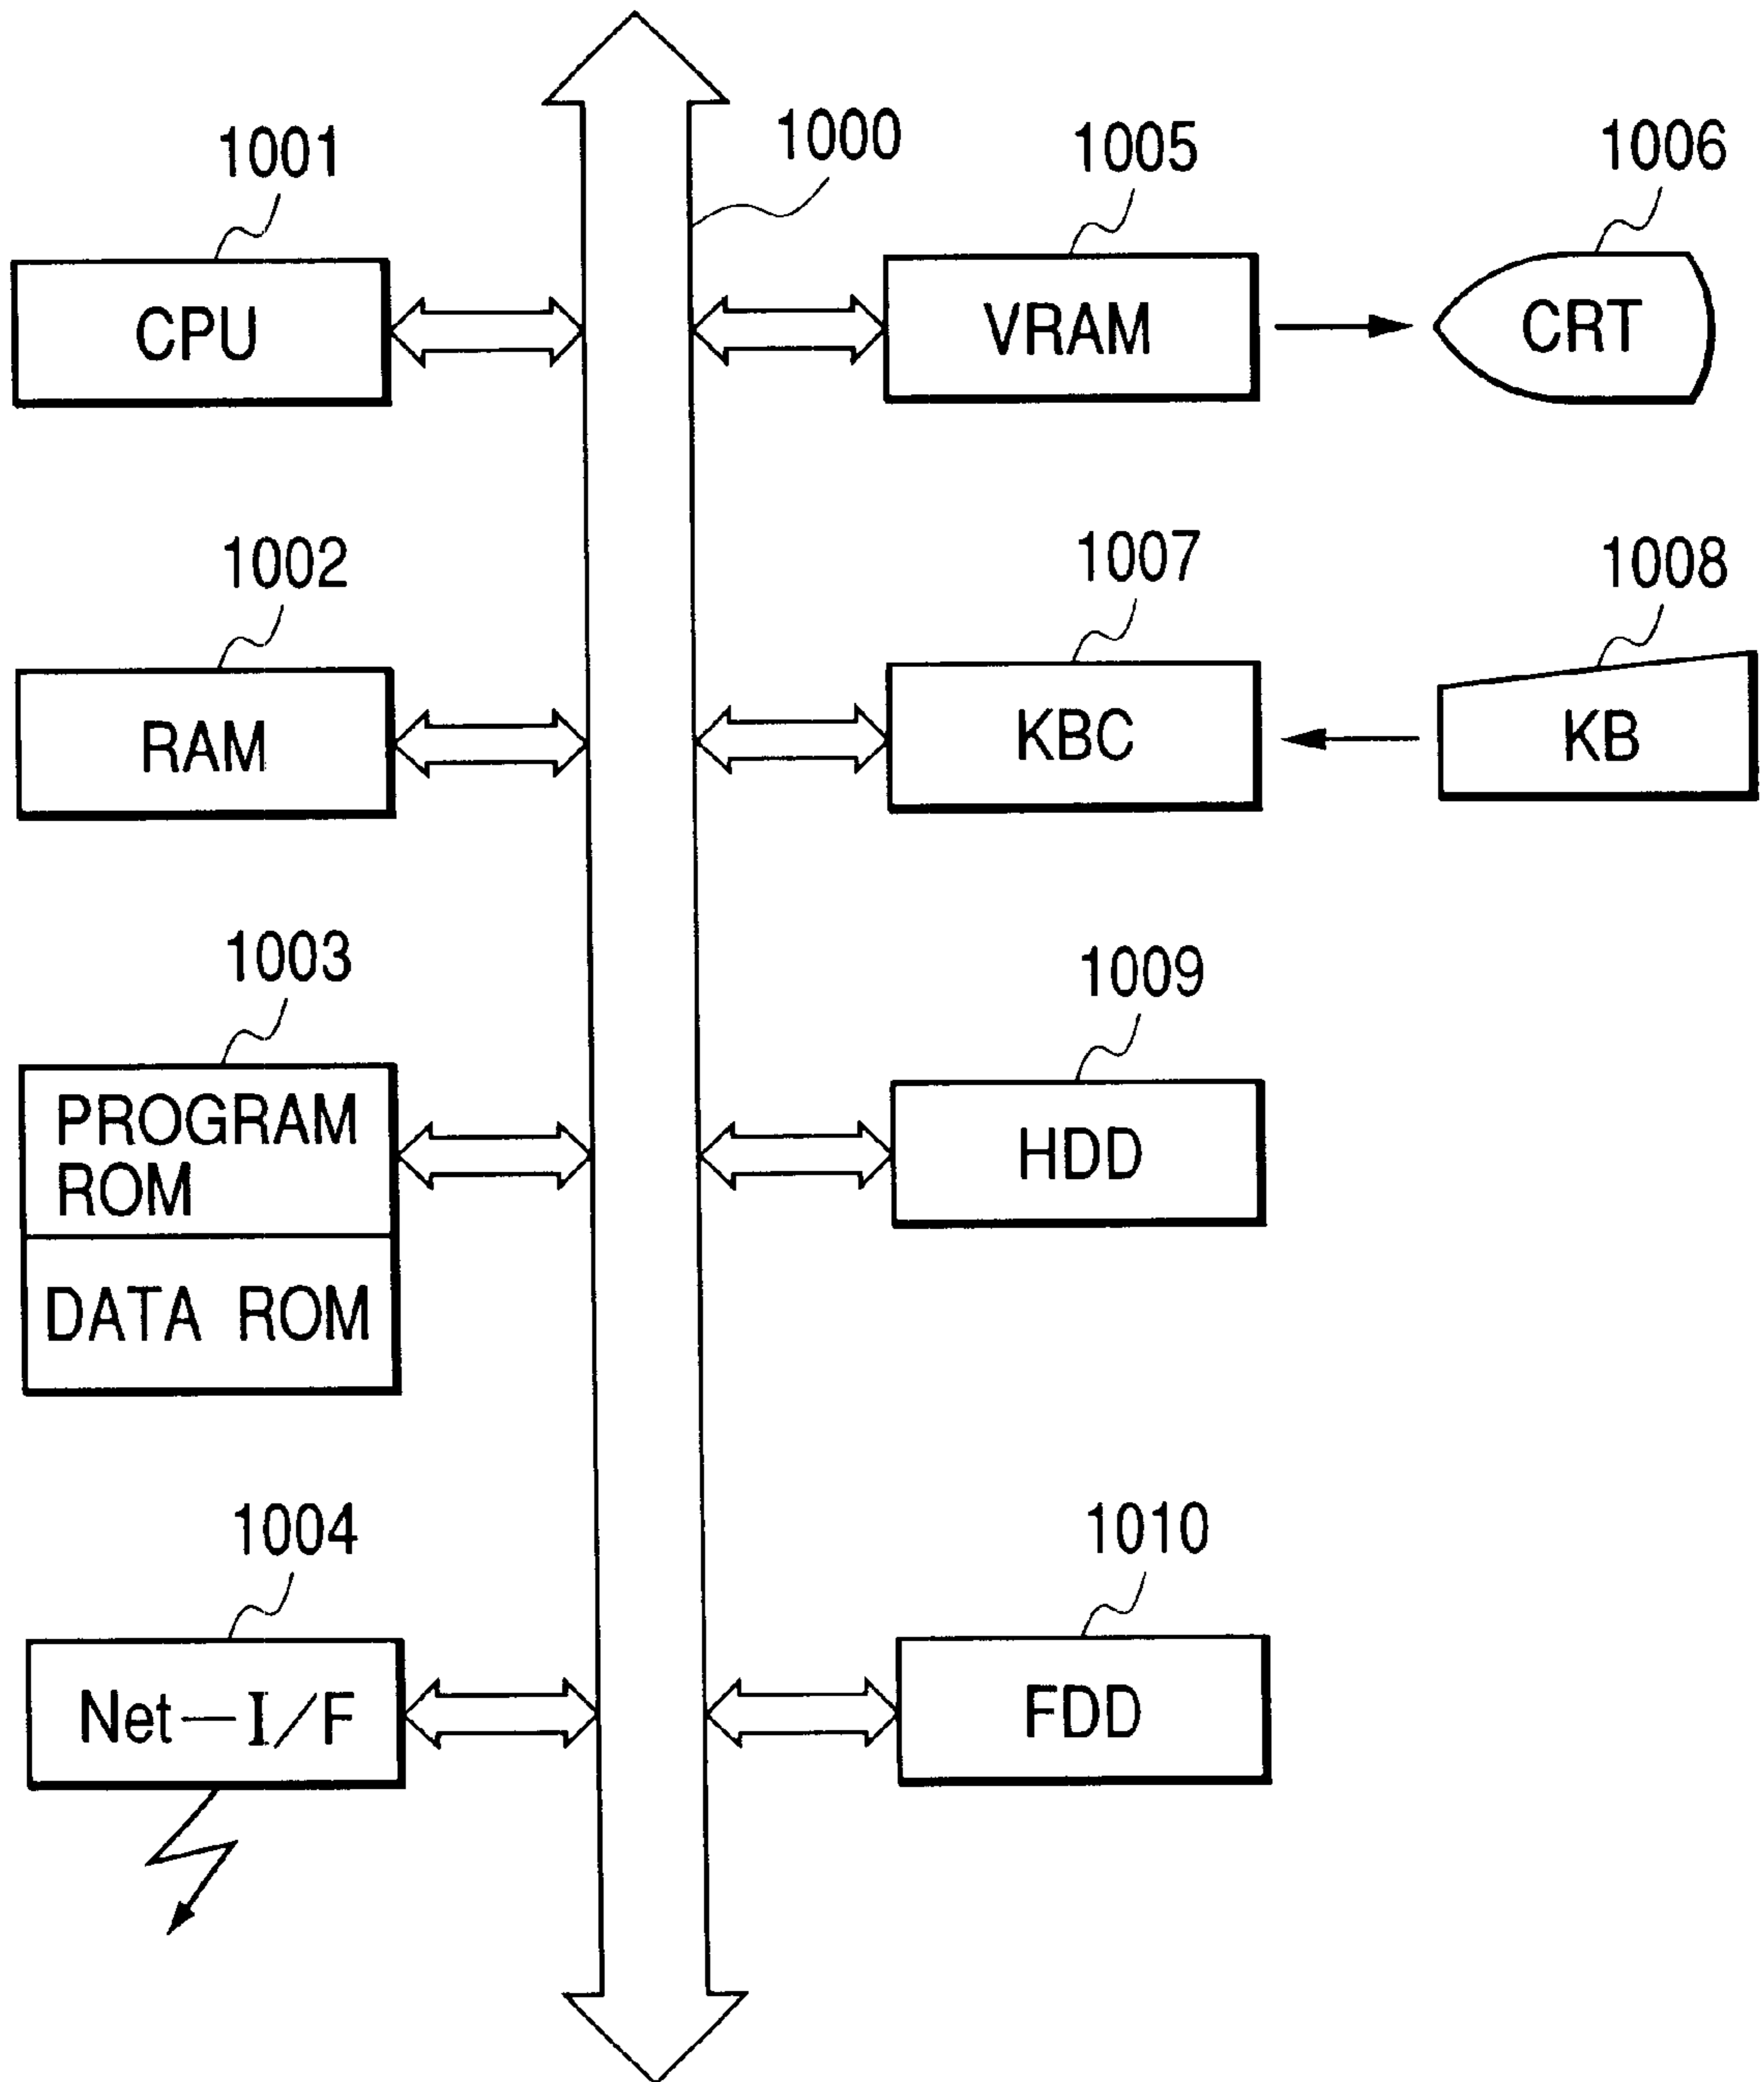 1000
1001
CPU
1005
VRAM
1006
CRT
1002
RAM
1007
KBC
1008
KB
1003
PROGRAM
ROM
DATA ROM
1009
HDD
1004
Net—I/F
1010
FDD